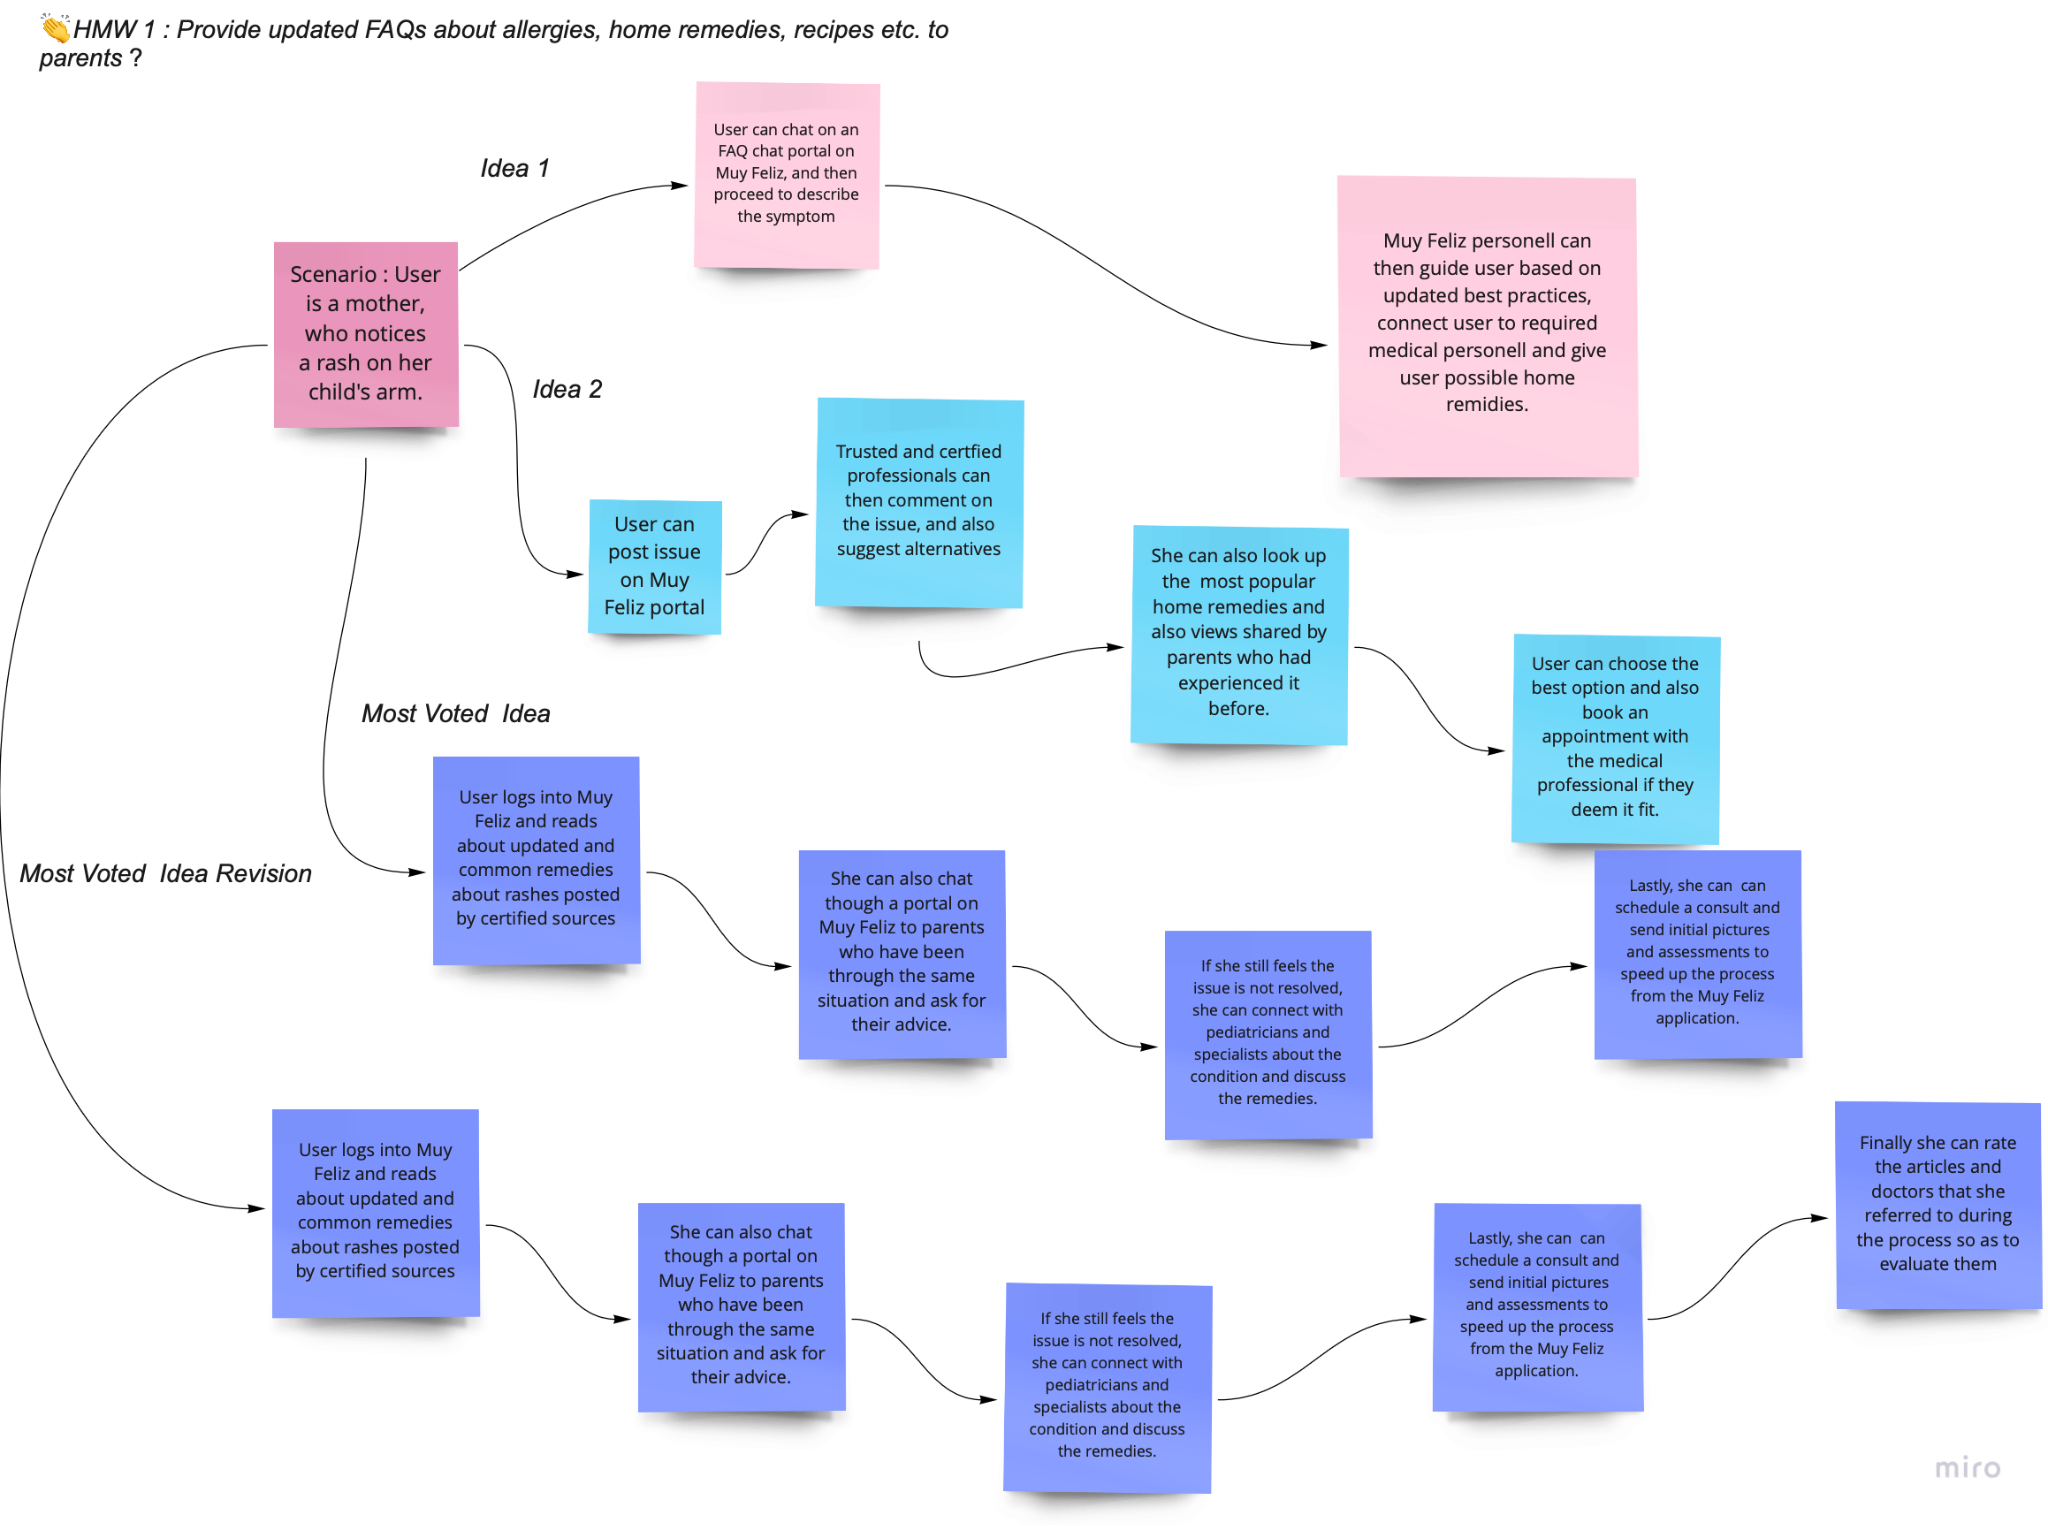 👏HMW 1 : Provide updated FAQs about allergies, home remedies, recipes etc. to
parents ?
Idea 1
User can chat on an
FAQ chat portal on
Muy Feliz, and then
proceed to describe
the symptom
Muy Feliz personell can
then guide user based on
updated best practices,
connect user to required
medical personell and give
user possible home
remidies.
Scenario : User
is a mother,
who notices
a rash on her
child's arm.
Idea 2
User can
post issue
on Muy
Feliz portal
Trusted and certfied
professionals can
then comment on
the issue, and also
suggest alternatives
She can also look up
the most popular
home remedies and
also views shared by
parents who had
experienced it
before.
User can choose the
best option and also
book an
appointment with
the medical
professional if they
deem it fit.
Most Voted Idea
User logs into Muy
Feliz and reads
about updated and
common remedies
about rashes posted
by certified sources
She can also chat
though a portal on
Muy Feliz to parents
who have been
through the same
situation and ask for
their advice.
If she still feels the
issue is not resolved,
she can connect with
pediatricians and
specialists about the
condition and discuss
the remedies.
Lastly, she can can
schedule a consult and
send initial pictures
and assessments to
speed up the process
from the Muy Feliz
application.
Most Voted Idea Revision
User logs into Muy
Feliz and reads
about updated and
common remedies
about rashes posted
by certified sources
She can also chat
though a portal on
Muy Feliz to parents
who have been
through the same
situation and ask for
their advice.
If she still feels the
issue is not resolved,
she can connect with
pediatricians and
specialists about the
condition and discuss
the remedies.
Lastly, she can can
schedule a consult and
send initial pictures
and assessments to
speed up the process
from the Muy Feliz
application.
Finally she can rate
the articles and
doctors that she
referred to during
the process so as to
evaluate them
miro